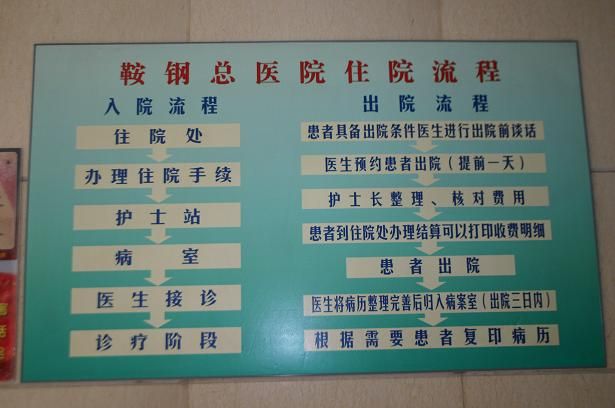 鞍钢总医院住院流程
入院流程
住院处
办理住院手续
护士站
病室
医生接诊
诊疗阶段
出院流程
患者具备出院条件医生进行出院前谈话
医生预约患者出院（提前一天）
护士长整理、核对费用
患者到住院处办理结算可以打印收费明细
患者出院
医生将病历整理完善后归入病案室（出院三日内）
根据需要患者复印病历